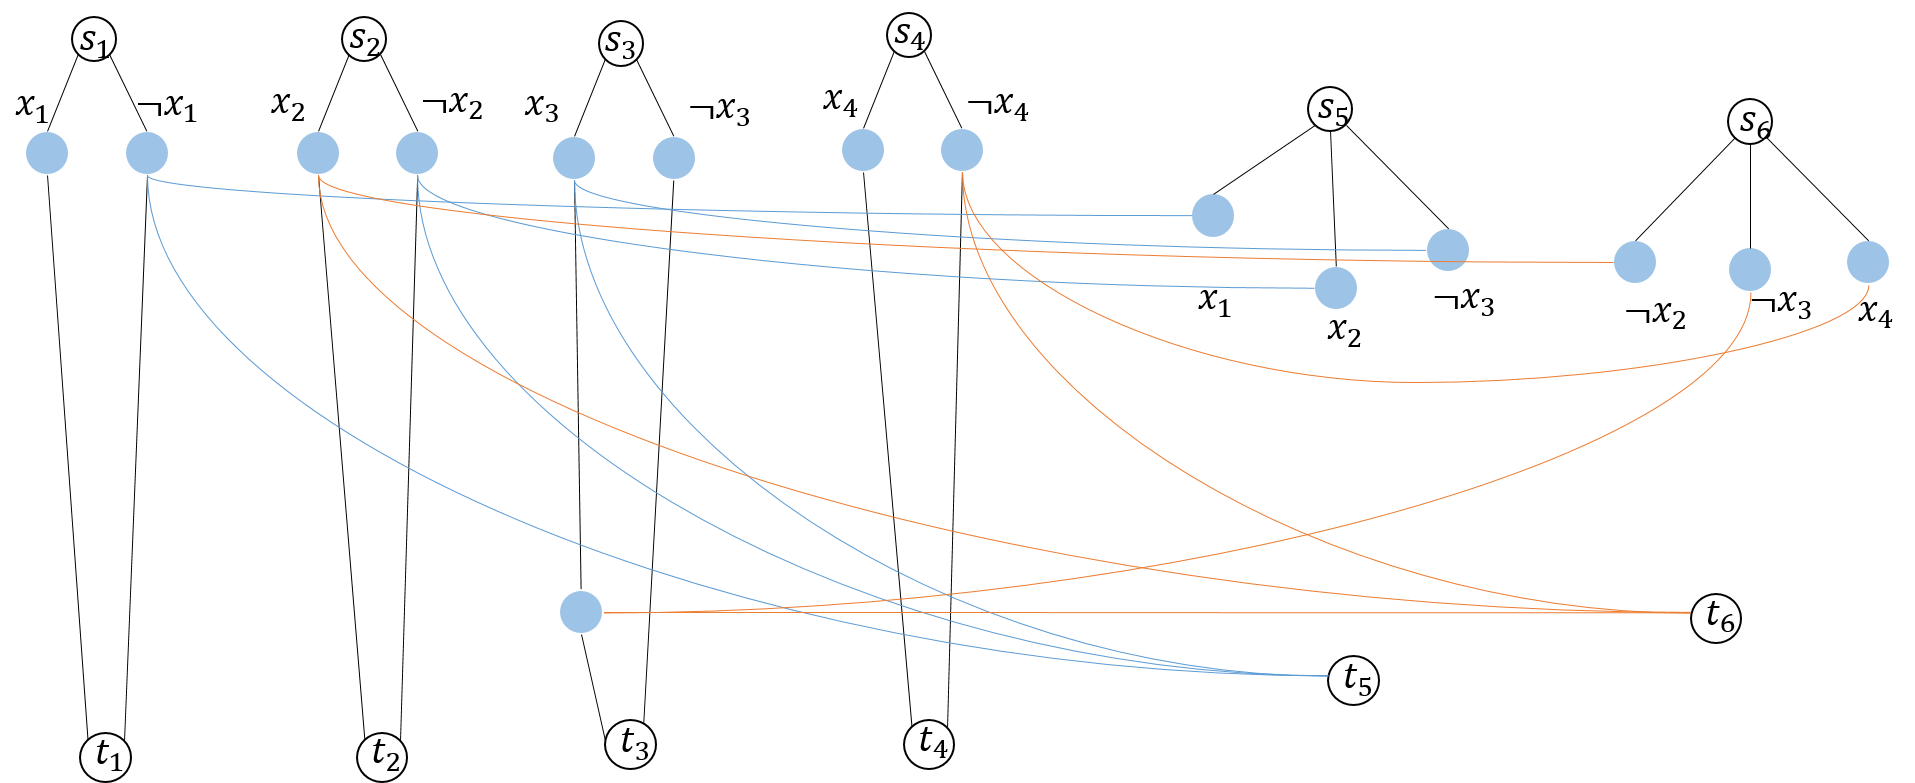 s₁
s₂
s₃
s₄
x₁
¬x₁
x₂
¬x₂
x₃
¬x₃
x₄
¬x₄
s₅
s₆
x₁
x₂
¬x₃
¬x₂
¬x₃
x₄
t₆
t₅
t₁
t₂
t₃
t₄